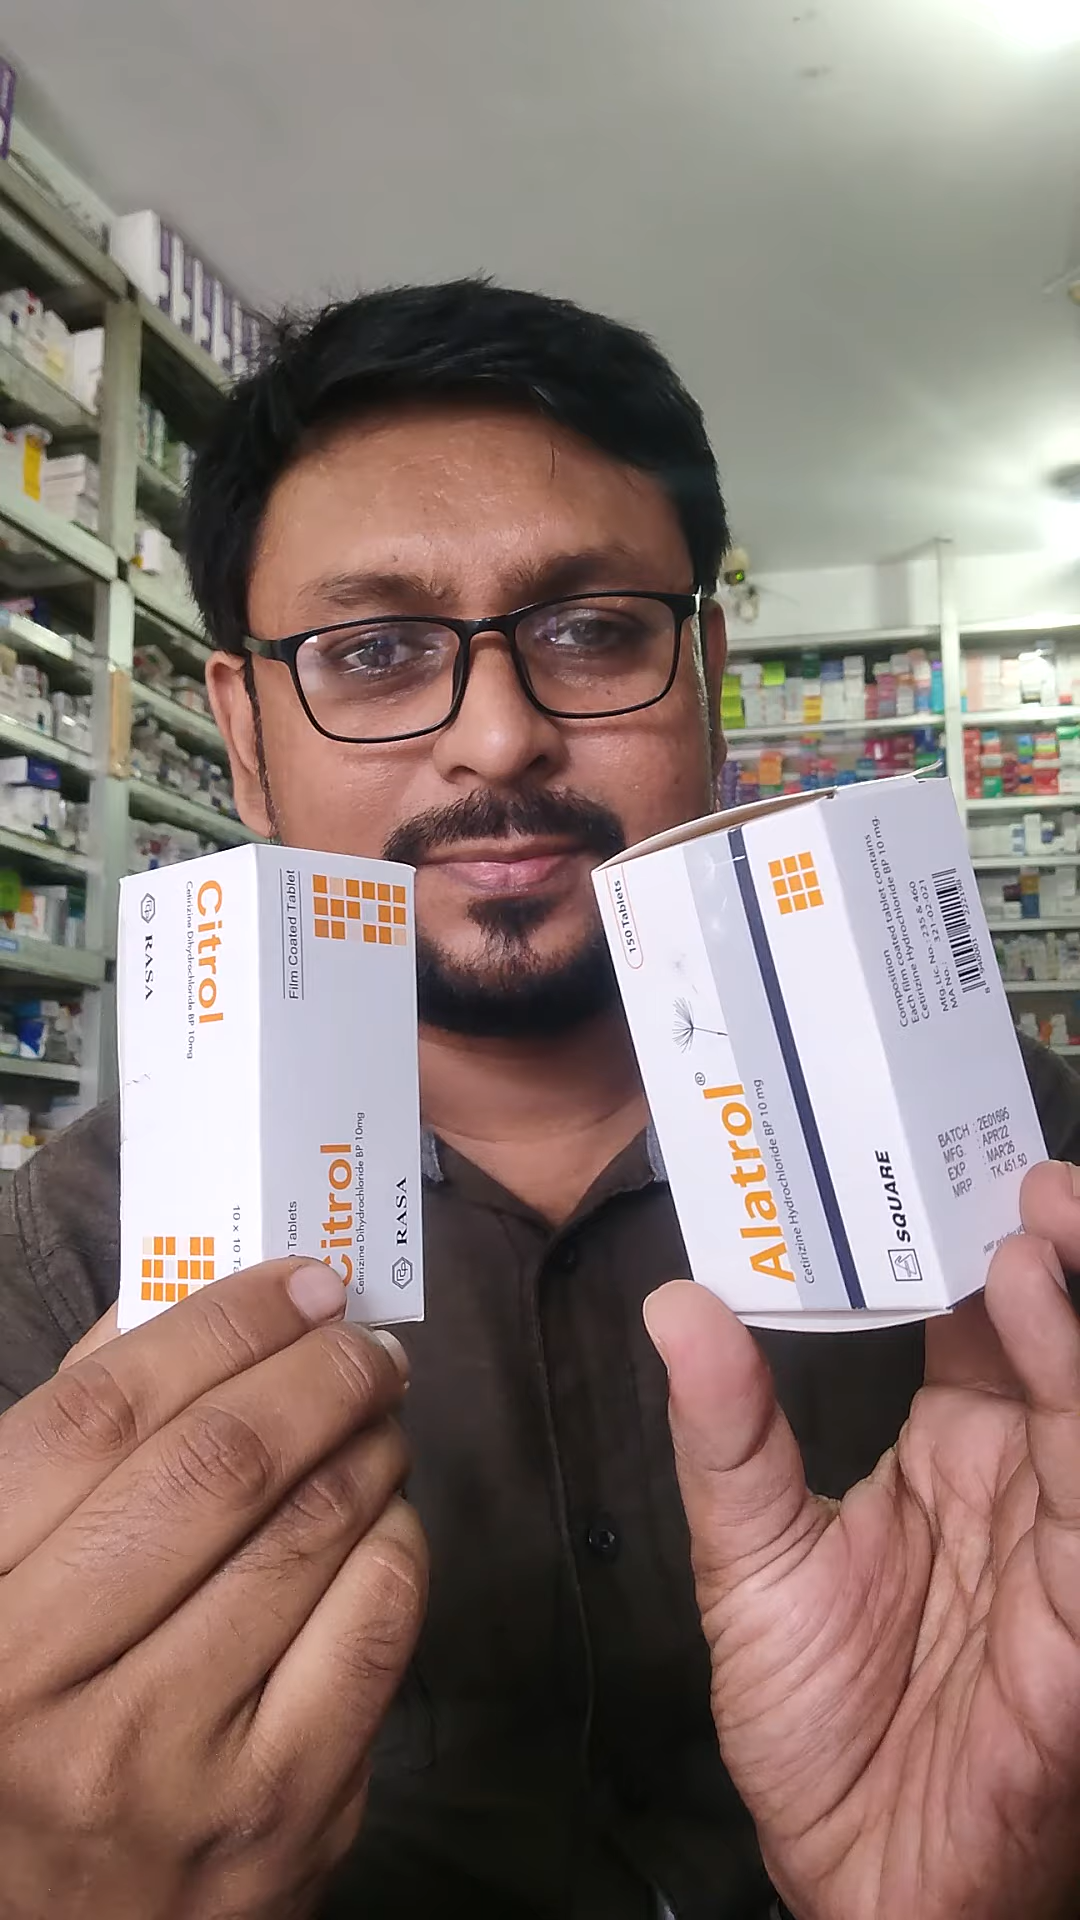 RASA
Citrol
Cetirizine Dihydrochloride BP 10mg
10 x 10 T
Film Coated Tablet
Tablets
Citrol
Cetirizine Dihydrochloride BP 10mg
RASA
150 Tablets
Alatrol®
Cetirizine Hydrochloride BP 10 mg
SQUARE
Composition tablet contains
Each film coated tablet contains
Cetirizine Hydrochloride BP 10 mg.
Mfg. Lic. No.: 235 & 460
MA No.: 321-02-021
BATCH : 2E01695
MFG : APR'22
EXP : MAR'26
MRP : TK 451.50